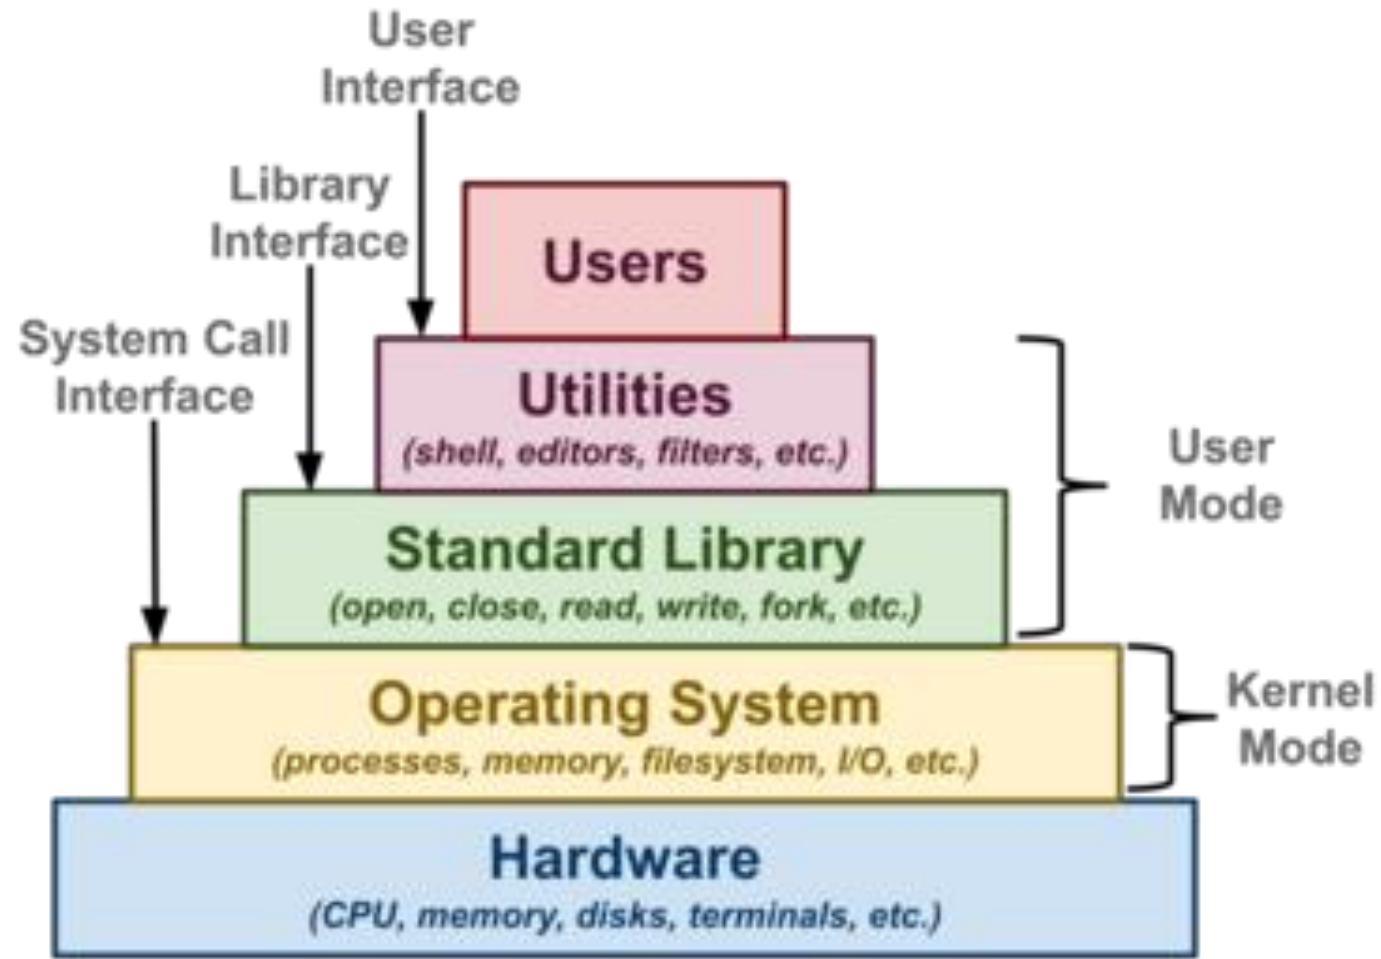 User
Interface
Library
Interface
System Call
Interface
Users
Utilities
(shell, editors, filters, etc.)
Standard Library
(open, close, read, write, fork, etc.)
Operating System
(processes, memory, filesystem, I/O, etc.)
Hardware
(CPU, memory, disks, terminals, etc.)
User
Mode
Kernel
Mode